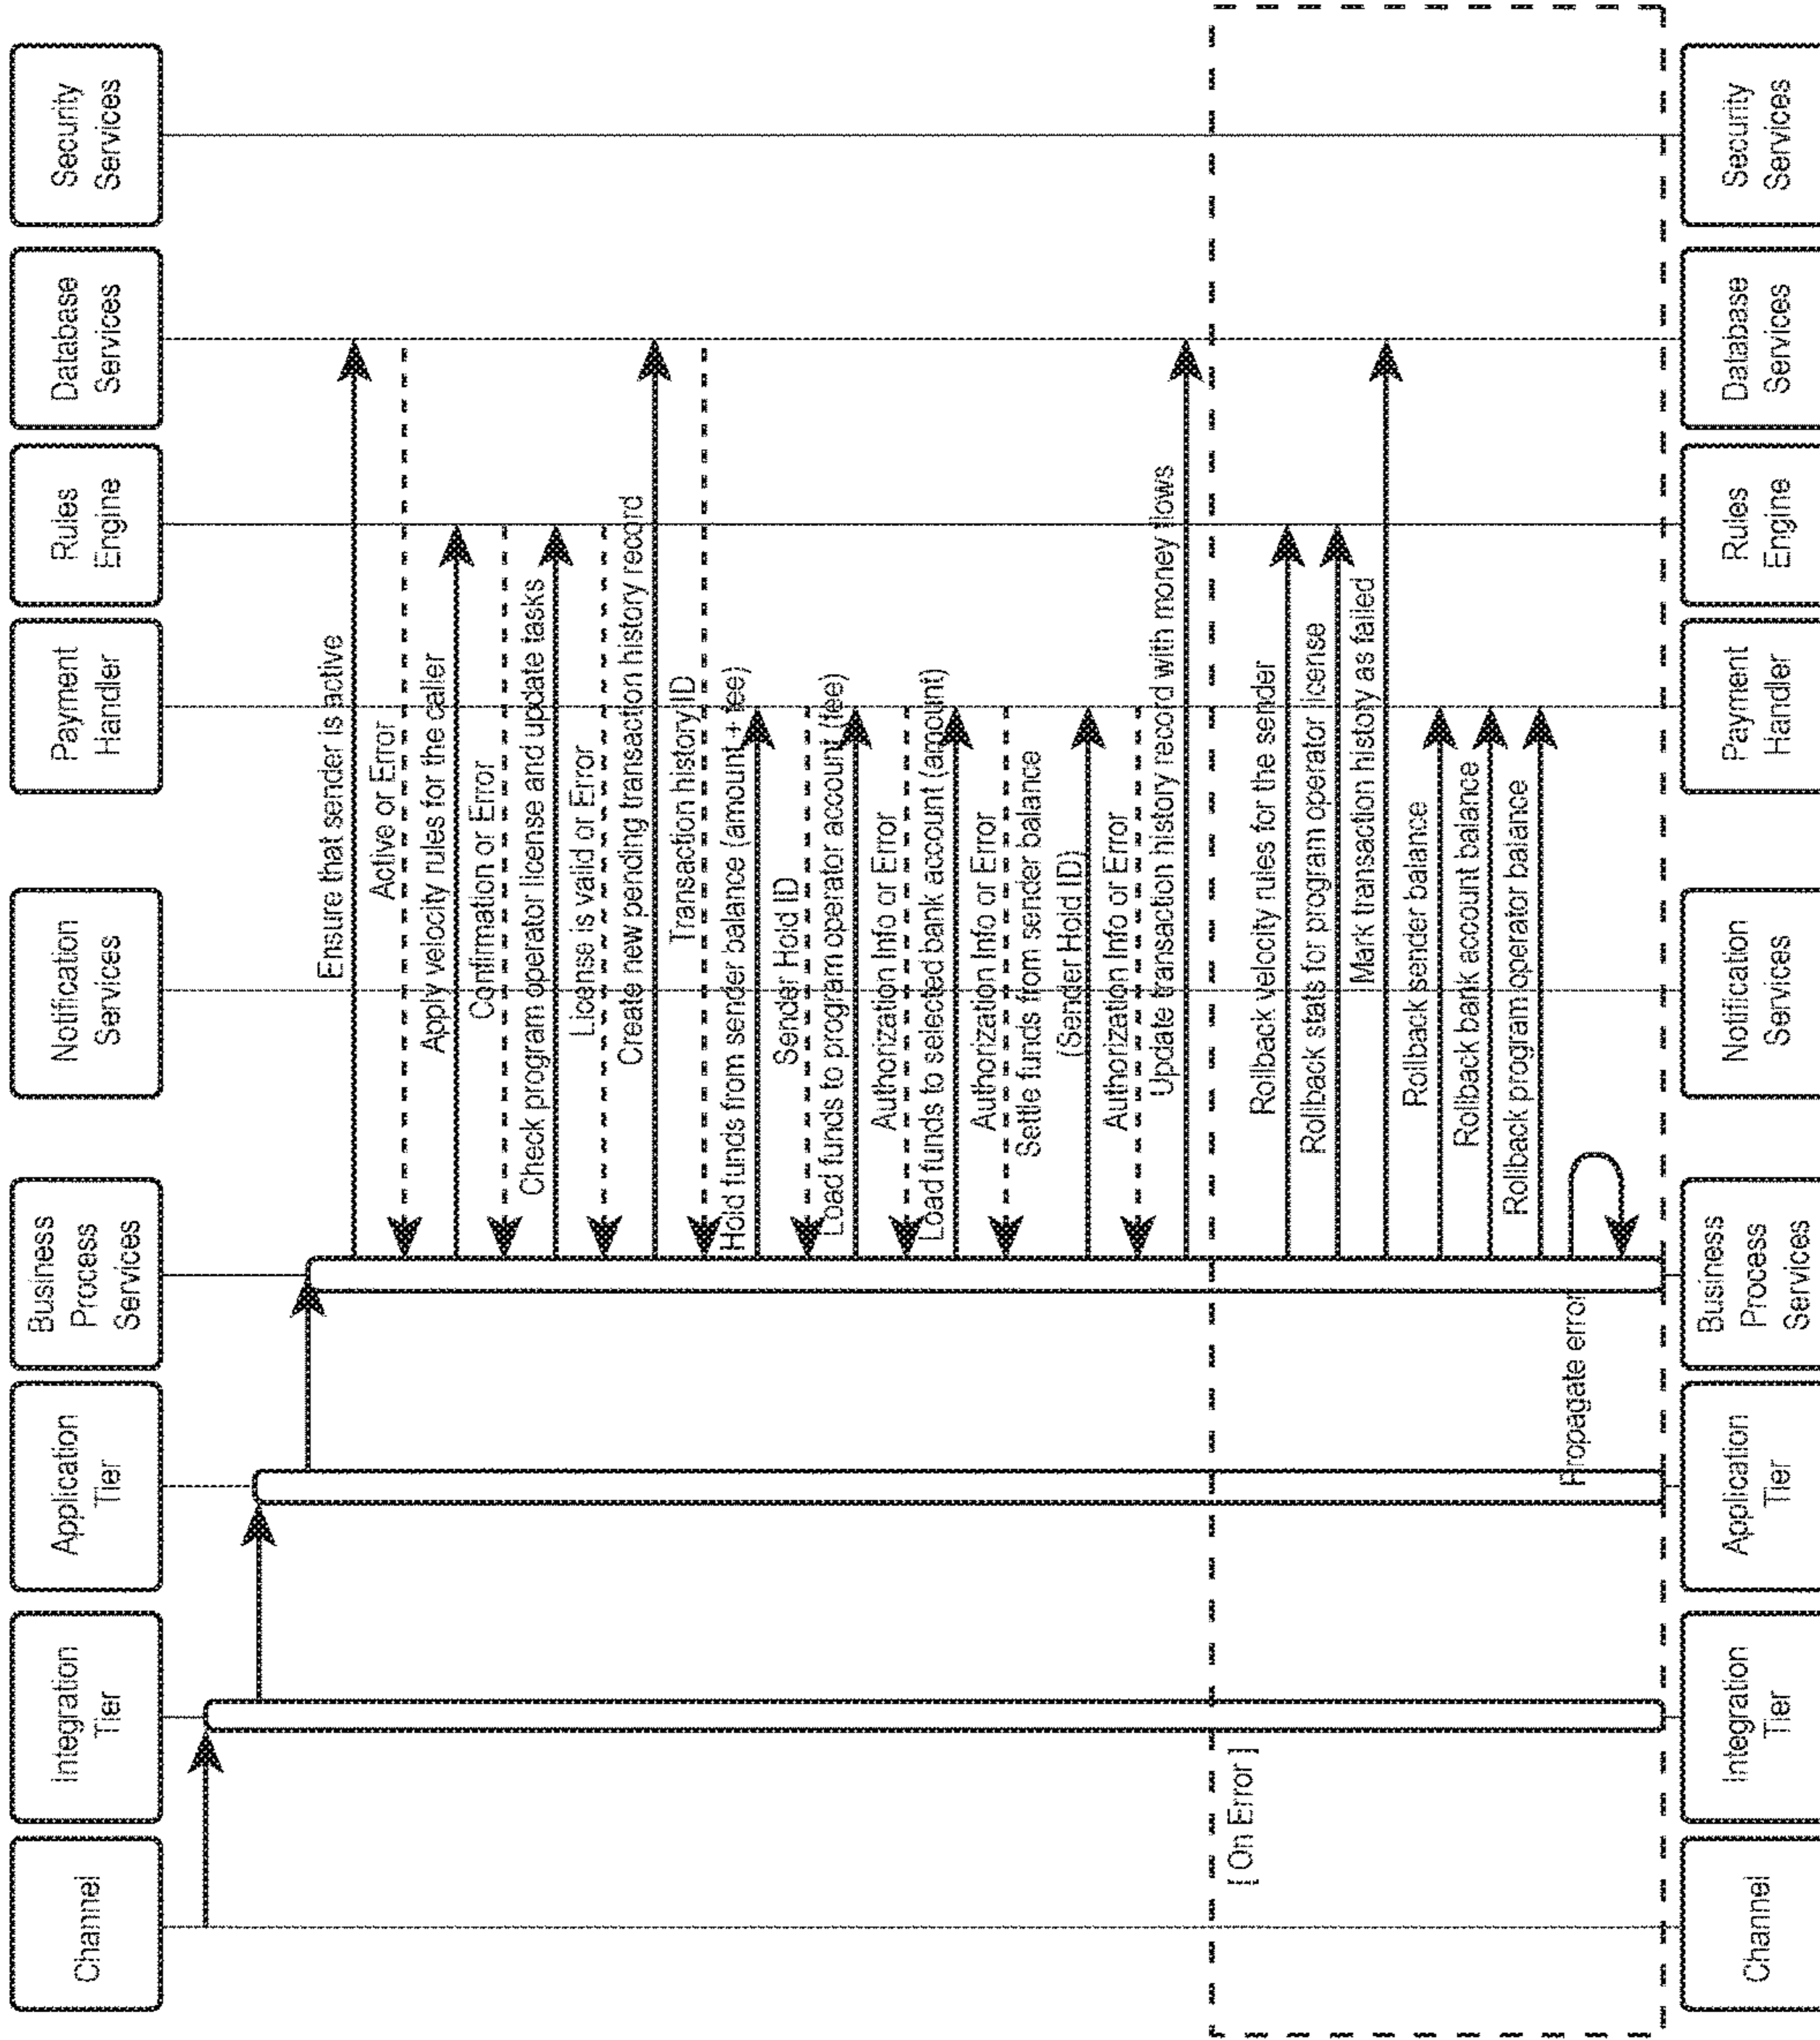 Channel
Integration
Tier
Application
Tier
Business
Process
Services
Notification
Services
Payment
Handler
Rules
Engine
Database
Services
Security
Services
Ensure that sender is active
Active or Error
Apply velocity rules for the caller
Confirmation or Error
Check program operator license and update tasks
License is valid or Error
Create new pending transaction history record
Transaction history ID
Hold funds from sender balance (amount + fee)
Sender Hold ID
Load funds to program operator account (fee)
Authorization Info or Error
Load funds to selected bank account (amount)
Authorization Info or Error
Settle funds from sender balance
(Sender Hold ID)
Authorization Info or Error
Update transaction history record with money flows
[ On Error ]
Rollback velocity rules for the sender
Rollback stats for program operator license
Mark transaction history as failed
Rollback sender balance
Rollback bank account balance
Rollback program operator balance
Propagate error
Channel
Integration
Tier
Application
Tier
Business
Process
Services
Notification
Services
Payment
Handler
Rules
Engine
Database
Services
Security
Services